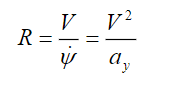 R = V / ψ̇ = V² / a_y